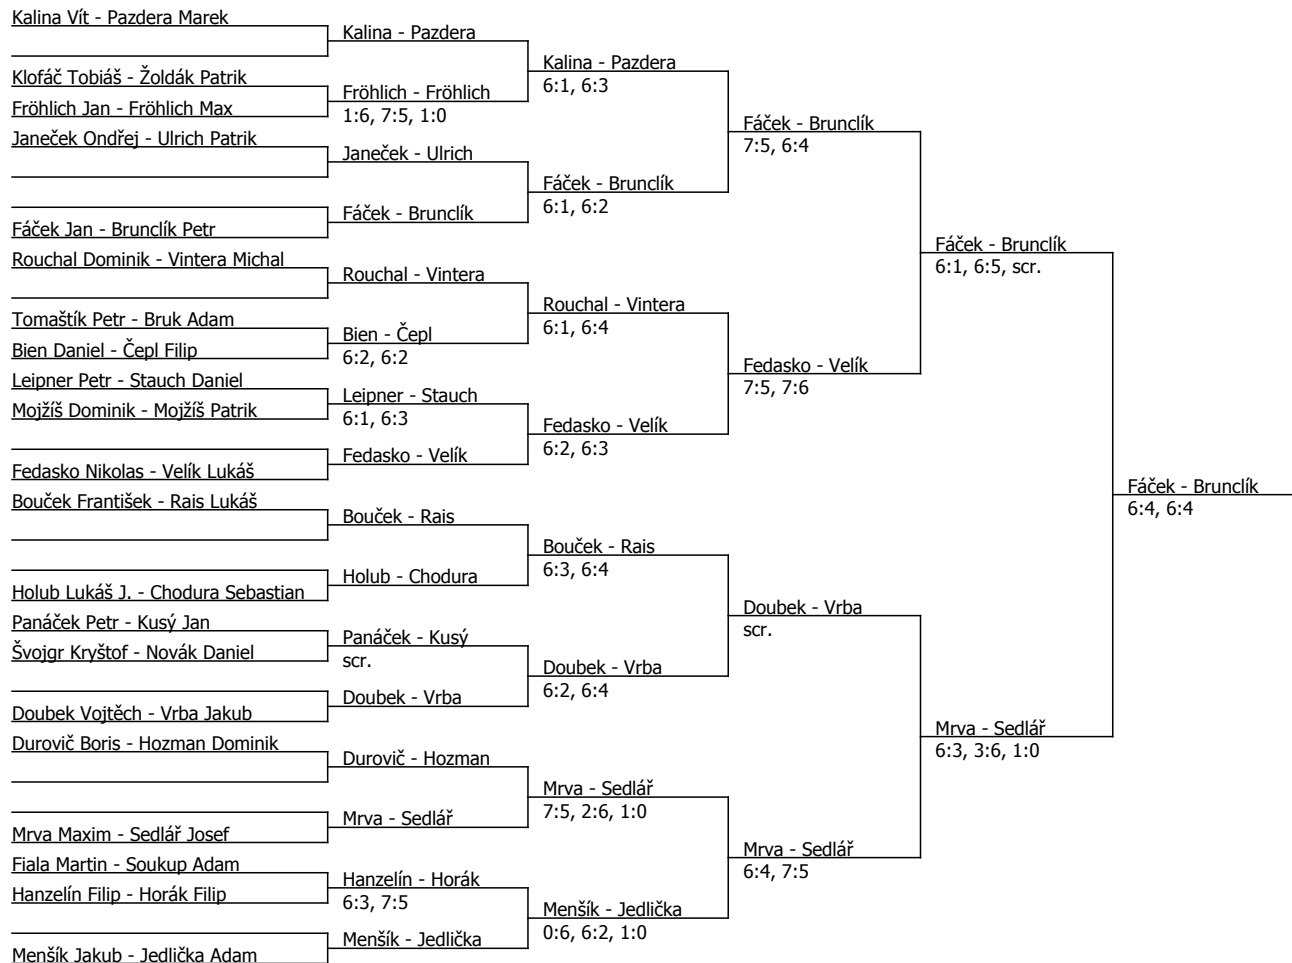 Kalina Vít - Pazdera Marek
Klofáč Tobiáš - Žoldák Patrik
Fröhlich Jan - Fröhlich Max
Janeček Ondřej - Ulrich Patrik
Fáček Jan - Brunclík Petr
Rouchal Dominik - Vintera Michal
Tomaštík Petr - Bruk Adam
Bien Daniel - Čepl Filip
Leipner Petr - Stauch Daniel
Mojžíš Dominik - Mojžíš Patrik
Fedasko Nikolas - Velík Lukáš
Bouček František - Rais Lukáš
Holub Lukáš J. - Chodura Sebastian
Panáček Petr - Kusý Jan
Švojgr Kryštof - Novák Daniel
Doubek Vojtěch - Vrba Jakub
Durovič Boris - Hozman Dominik
Mrva Maxim - Sedlář Josef
Fiala Martin - Soukup Adam
Hanzelín Filip - Horák Filip
Menšík Jakub - Jedlička Adam
Kalina - Pazdera
Fröhlich - Fröhlich
1:6, 7:5, 1:0
Janeček - Ulrich
Fáček - Brunclík
Rouchal - Vintera
Bien - Čepl
6:2, 6:2
Leipner - Stauch
6:1, 6:3
Fedasko - Velík
Bouček - Rais
Holub - Chodura
Panáček - Kusý
scr.
Doubek - Vrba
Durovič - Hozman
Mrva - Sedlář
Hanzelín - Horák
6:3, 7:5
Menšík - Jedlička
Kalina - Pazdera
6:1, 6:3
Fáček - Brunclík
6:1, 6:2
Rouchal - Vintera
6:1, 6:4
Fedasko - Velík
6:2, 6:3
Bouček - Rais
6:3, 6:4
Doubek - Vrba
6:2, 6:4
Mrva - Sedlář
7:5, 2:6, 1:0
Menšík - Jedlička
0:6, 6:2, 1:0
Fáček - Brunclík
7:5, 6:4
Fedasko - Velík
7:5, 7:6
Doubek - Vrba
scr.
Mrva - Sedlář
6:4, 7:5
Fáček - Brunclík
6:1, 6:5, scr.
Mrva - Sedlář
6:3, 3:6, 1:0
Fáček - Brunclík
6:4, 6:4